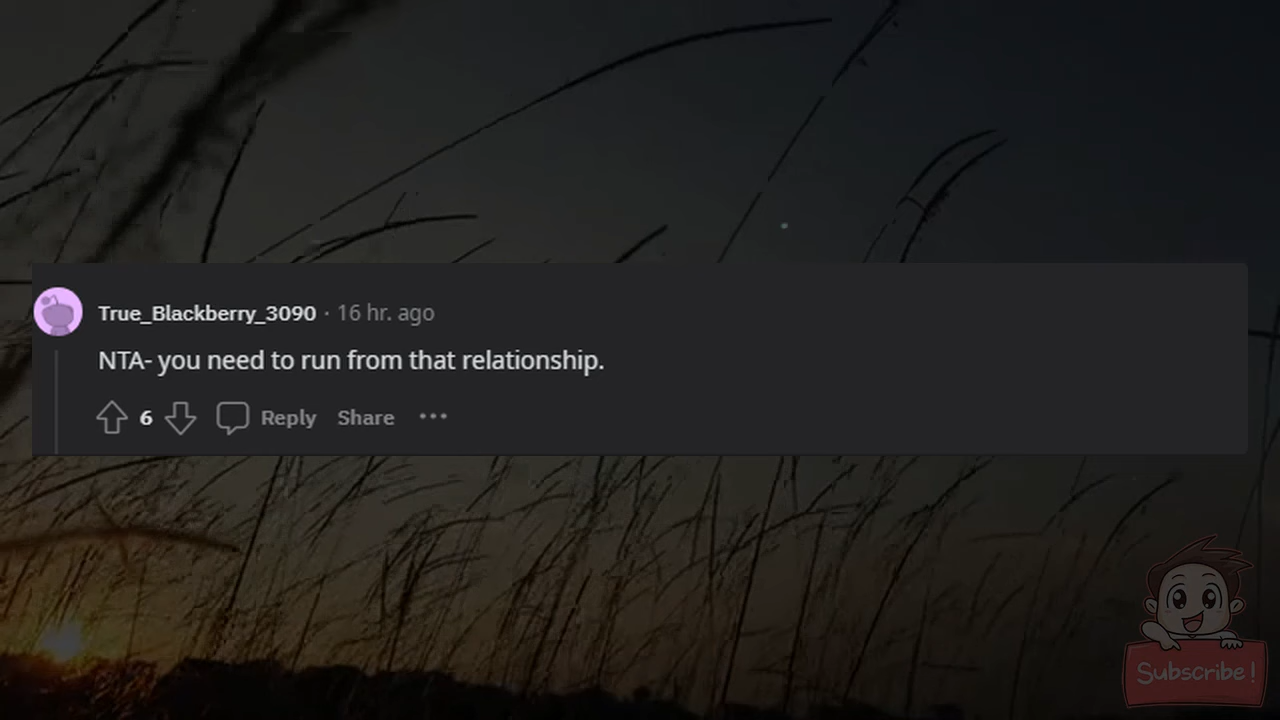 True_Blackberry_3090 · 16 hr. ago
NTA- you need to run from that relationship.
6 Reply Share ···
Subscribe!